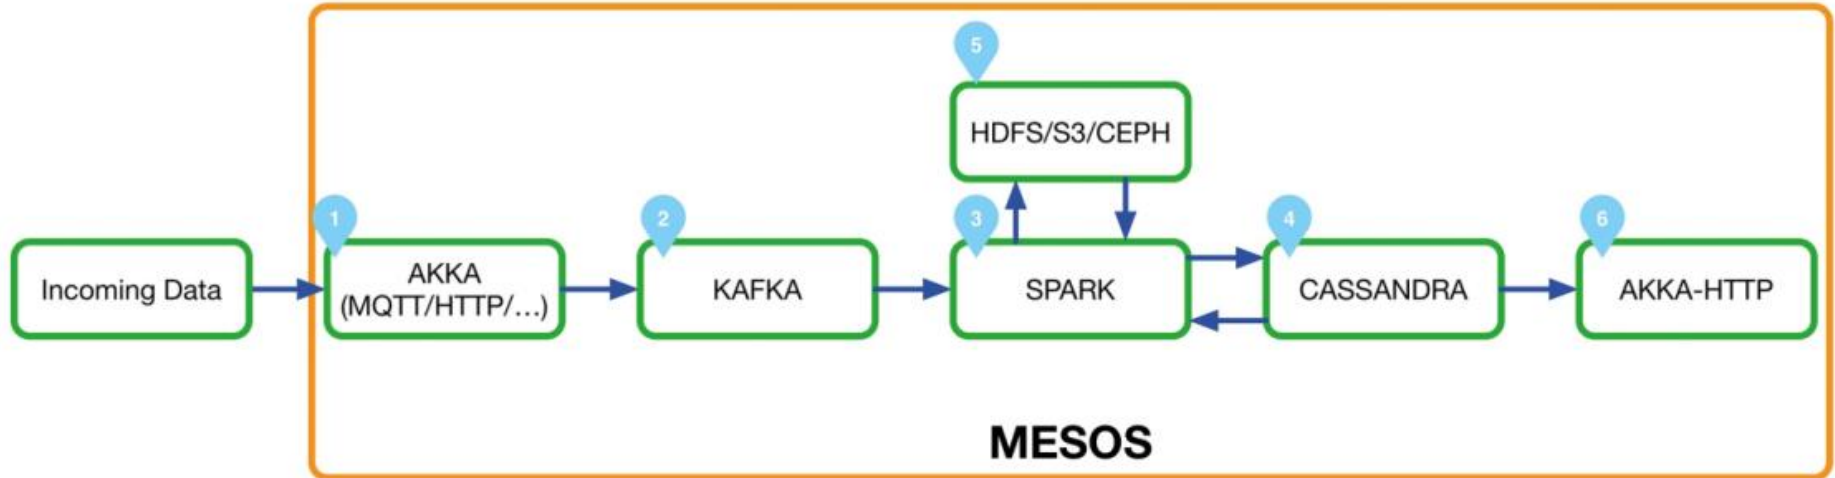 5
HDFS/S3/CEPH
1
2
3
4
6
Incoming Data
AKKA
(MQTT/HTTP/...)
KAFKA
SPARK
CASSANDRA
AKKA-HTTP
MESOS